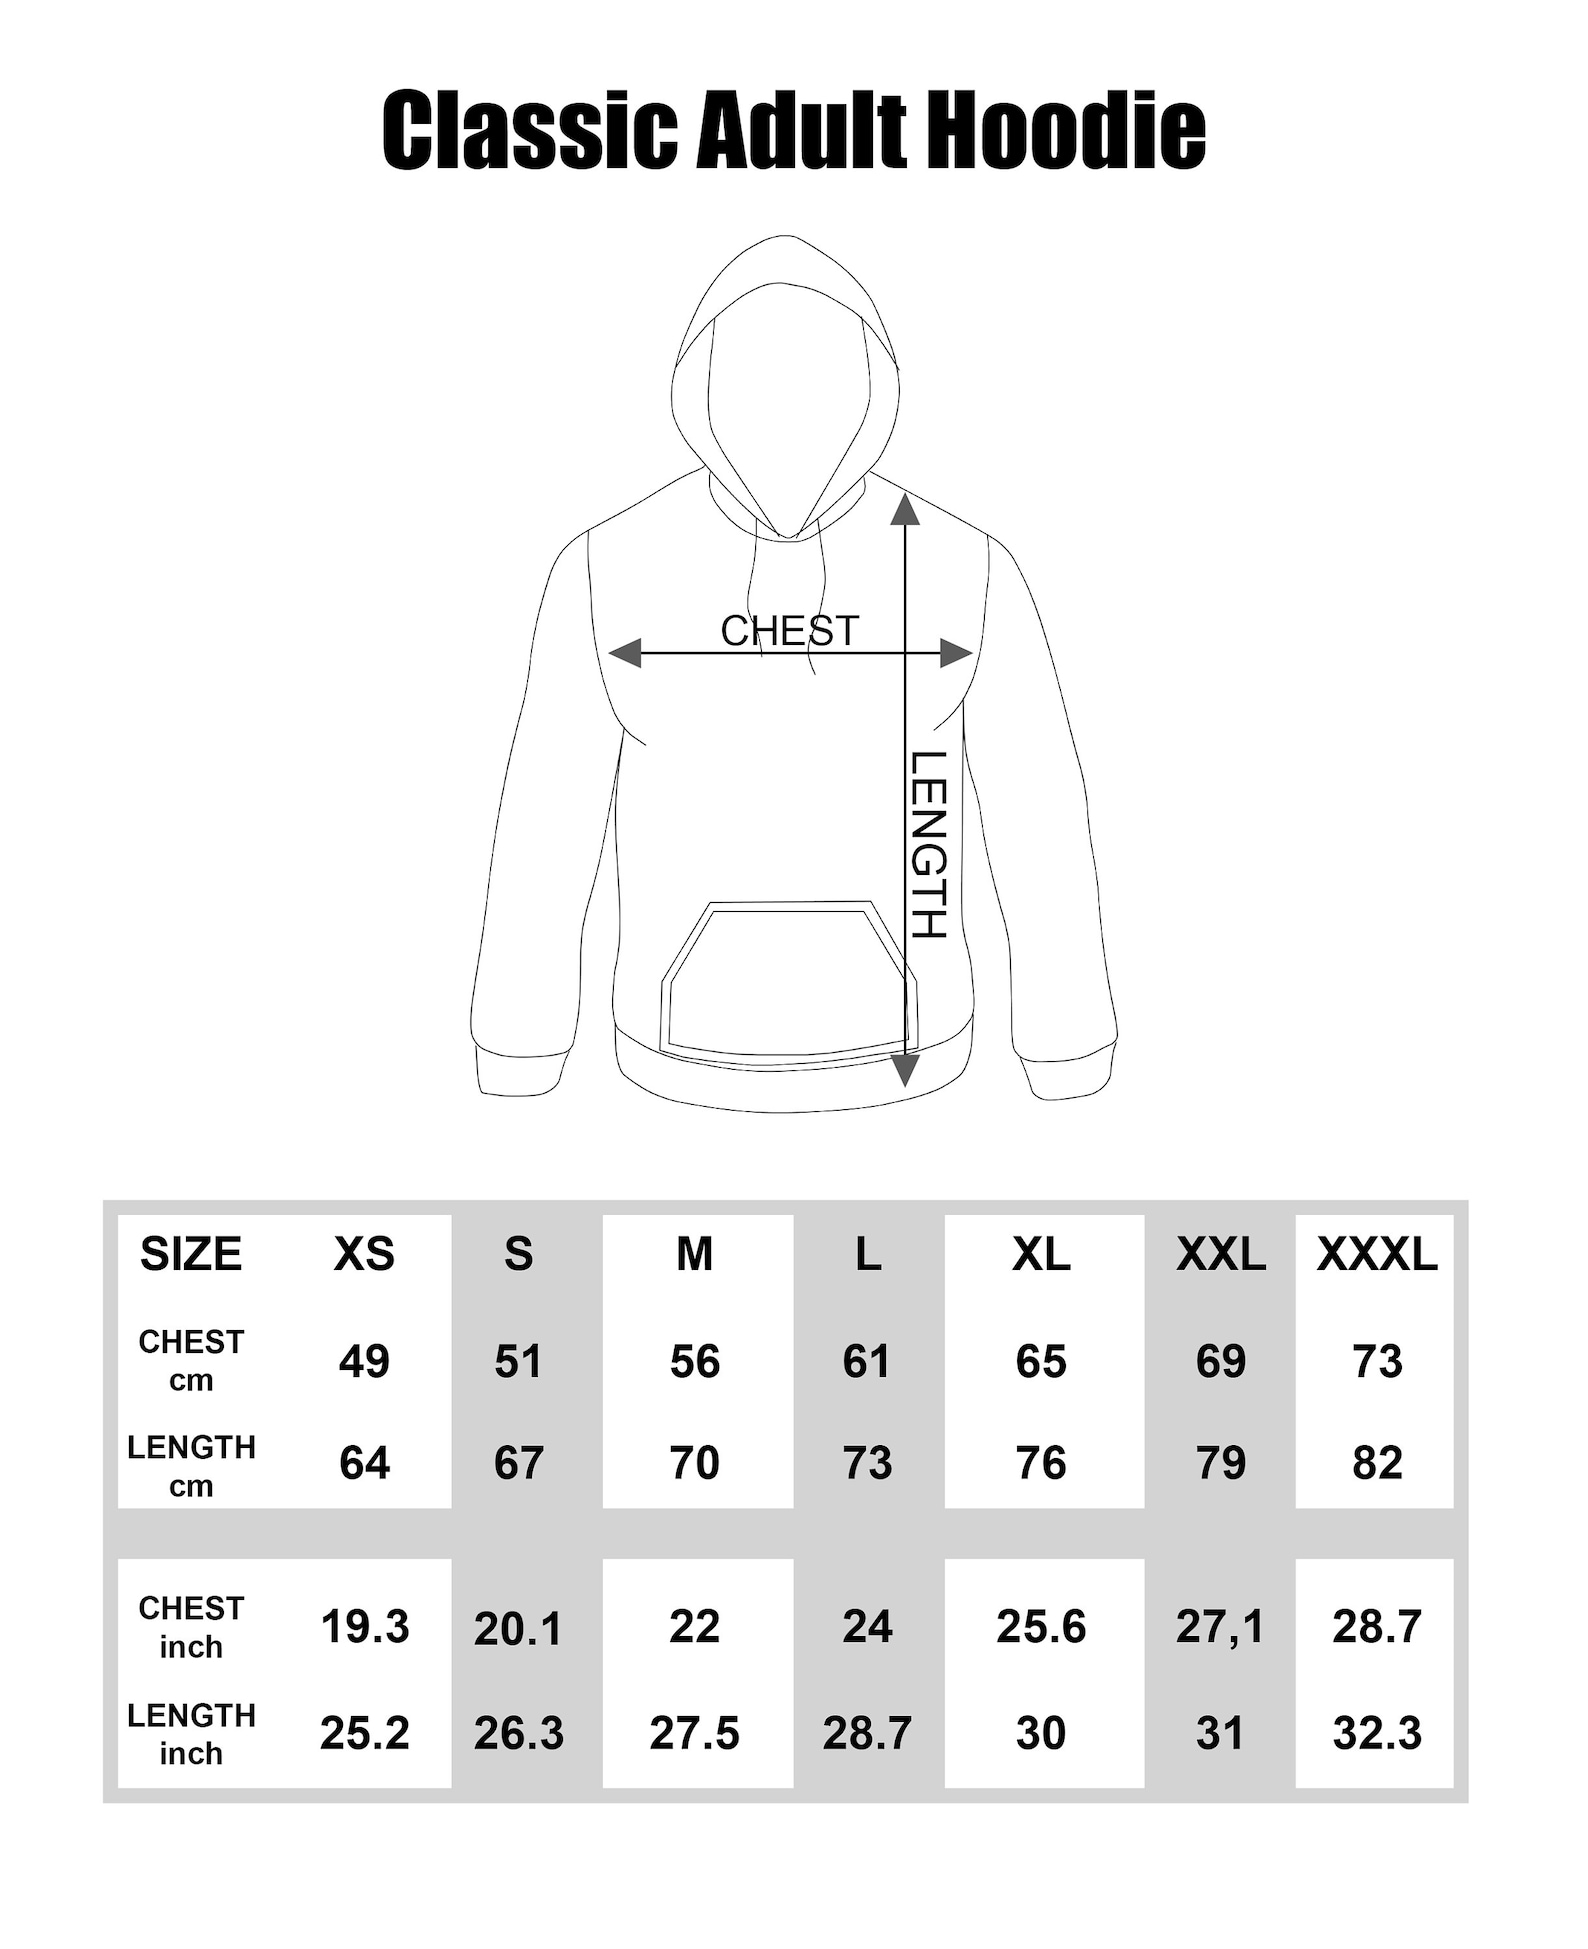 Classic Adult Hoodie
CHEST
LENGTH
SIZE XS S M L XL XXL XXXL
CHEST
cm 49 51 56 61 65 69 73
LENGTH
cm 64 67 70 73 76 79 82
CHEST
inch 19.3 20.1 22 24 25.6 27,1 28.7
LENGTH
inch 25.2 26.3 27.5 28.7 30 31 32.3